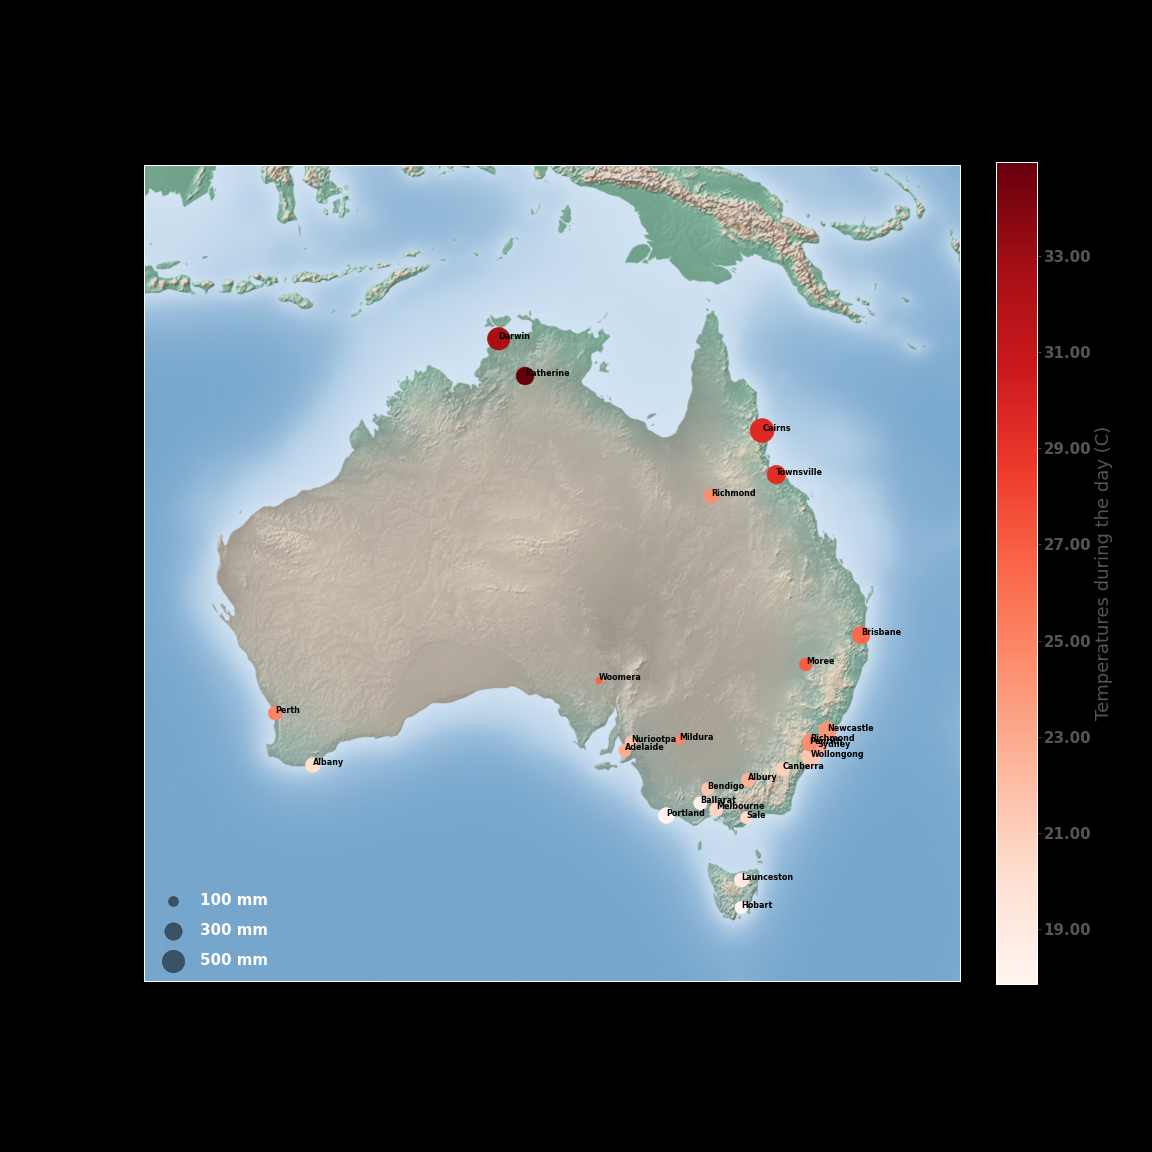 Darwin
Katherine
Cairns
Townsville
Richmond
Brisbane
Moree
Woomera
Perth
Newcastle
Richmond
Sydney
Nuriootpa
Mildura
Adelaide
Wollongong
Albany
Canberra
Albury
Bendigo
Ballarat
Melbourne
Portland
Sale
Launceston
Hobart
100 mm
300 mm
500 mm
33.00
31.00
29.00
27.00
25.00
23.00
21.00
19.00
Temperatures during the day (C)